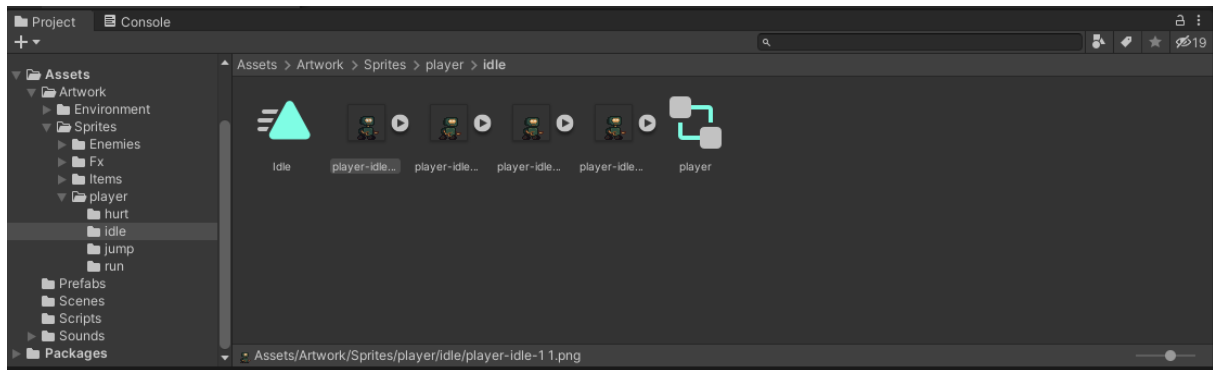 Project Console
19
Assets > Artwork > Sprites > player > idle
Assets
Artwork
Environment
Sprites
Enemies
Fx
Items
player
hurt
idle
jump
run
Prefabs
Scenes
Scripts
Sounds
Packages
Idle player-idle... player-idle... player-idle... player-idle... player
Assets/Artwork/Sprites/player/idle/player-idle-1 1.png